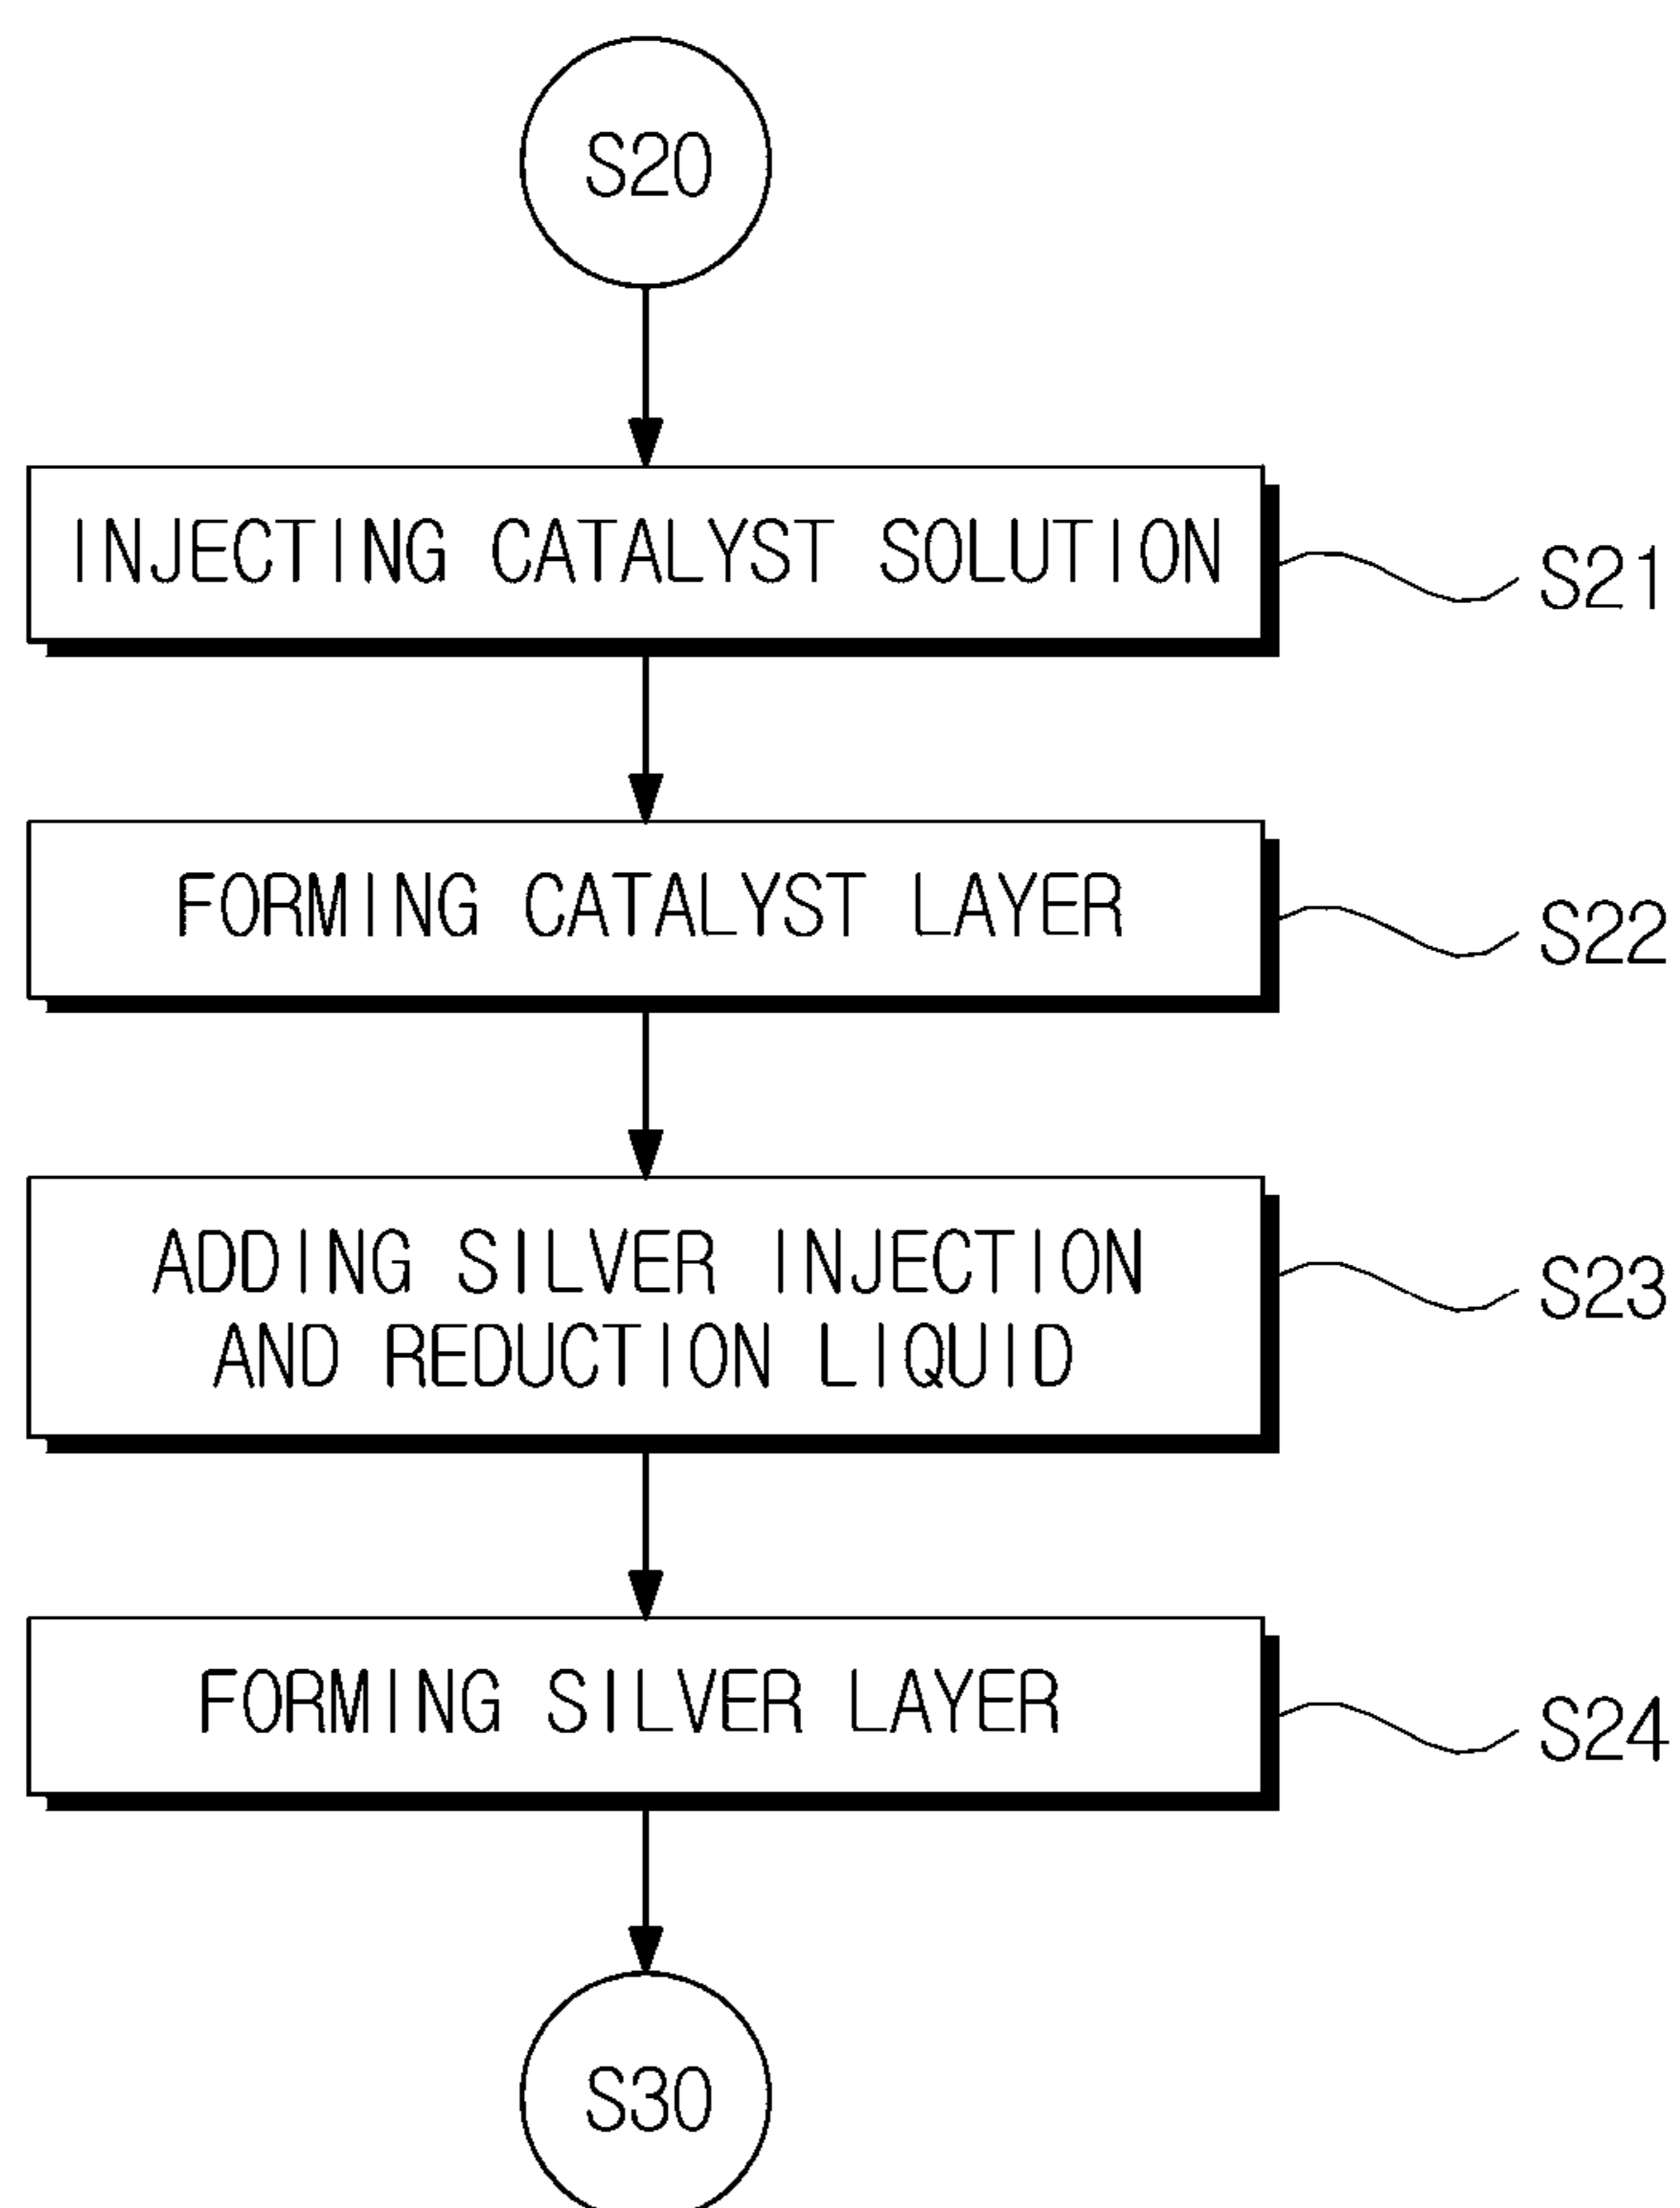 S20
INJECTING CATALYST SOLUTION
S21
FORMING CATALYST LAYER
S22
ADDING SILVER INJECTION
AND REDUCTION LIQUID
S23
FORMING SILVER LAYER
S24
S30